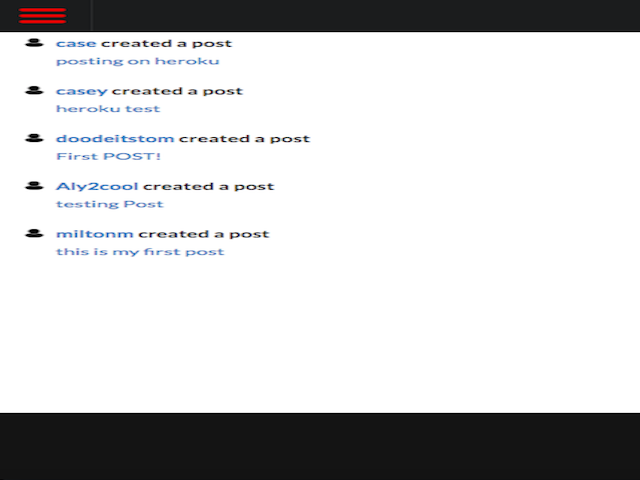 case created a post
posting on heroku
casey created a post
heroku test
doodeitstom created a post
First POST!
Aly2cool created a post
testing Post
miltonm created a post
this is my first post